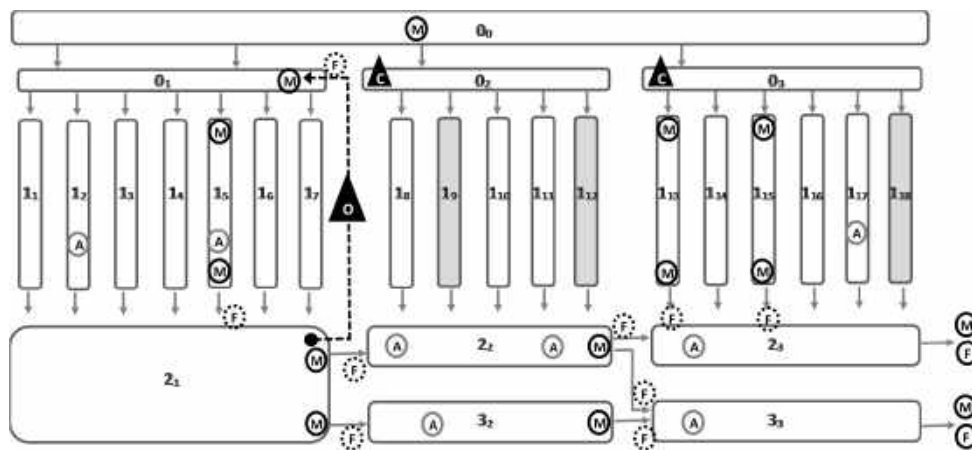 M 0₀
F
0₁ M C 0₂ C 0₃
M M M
1₁ 1₂ 1₃ 1₄ 1₅ 1₆ 1₇ O 1₈ 1₉ 1₁₀ 1₁₁ 1₁₂ 1₁₃ 1₁₄ 1₁₅ 1₁₆ 1₁₇ 1₁₈
A A A
M M M
F F F
F M
A 2₂ A M A 2₃
M F F
2₁
F M
M A 3₂ M A 3₃
F F F